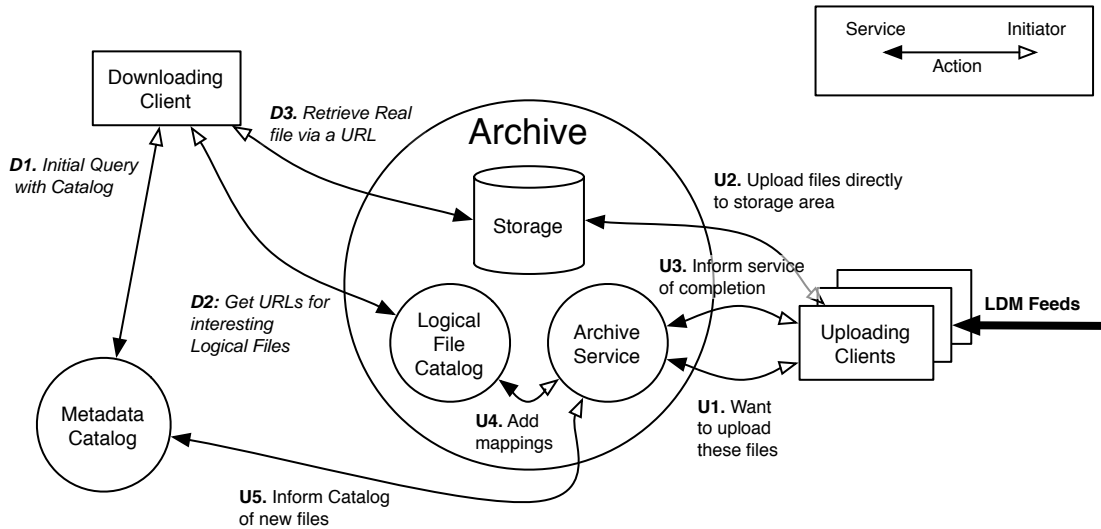 Service
Initiator
Action
Downloading
Client
D3. Retrieve Real
file via a URL
Archive
D1. Initial Query
with Catalog
U2. Upload files directly
to storage area
Storage
U3. Inform service
of completion
D2: Get URLs for
interesting
Logical Files
Logical
File
Catalog
Archive
Service
Uploading
Clients
LDM Feeds
Metadata
Catalog
U4. Add
mappings
U1. Want
to upload
these files
U5. Inform Catalog
of new files